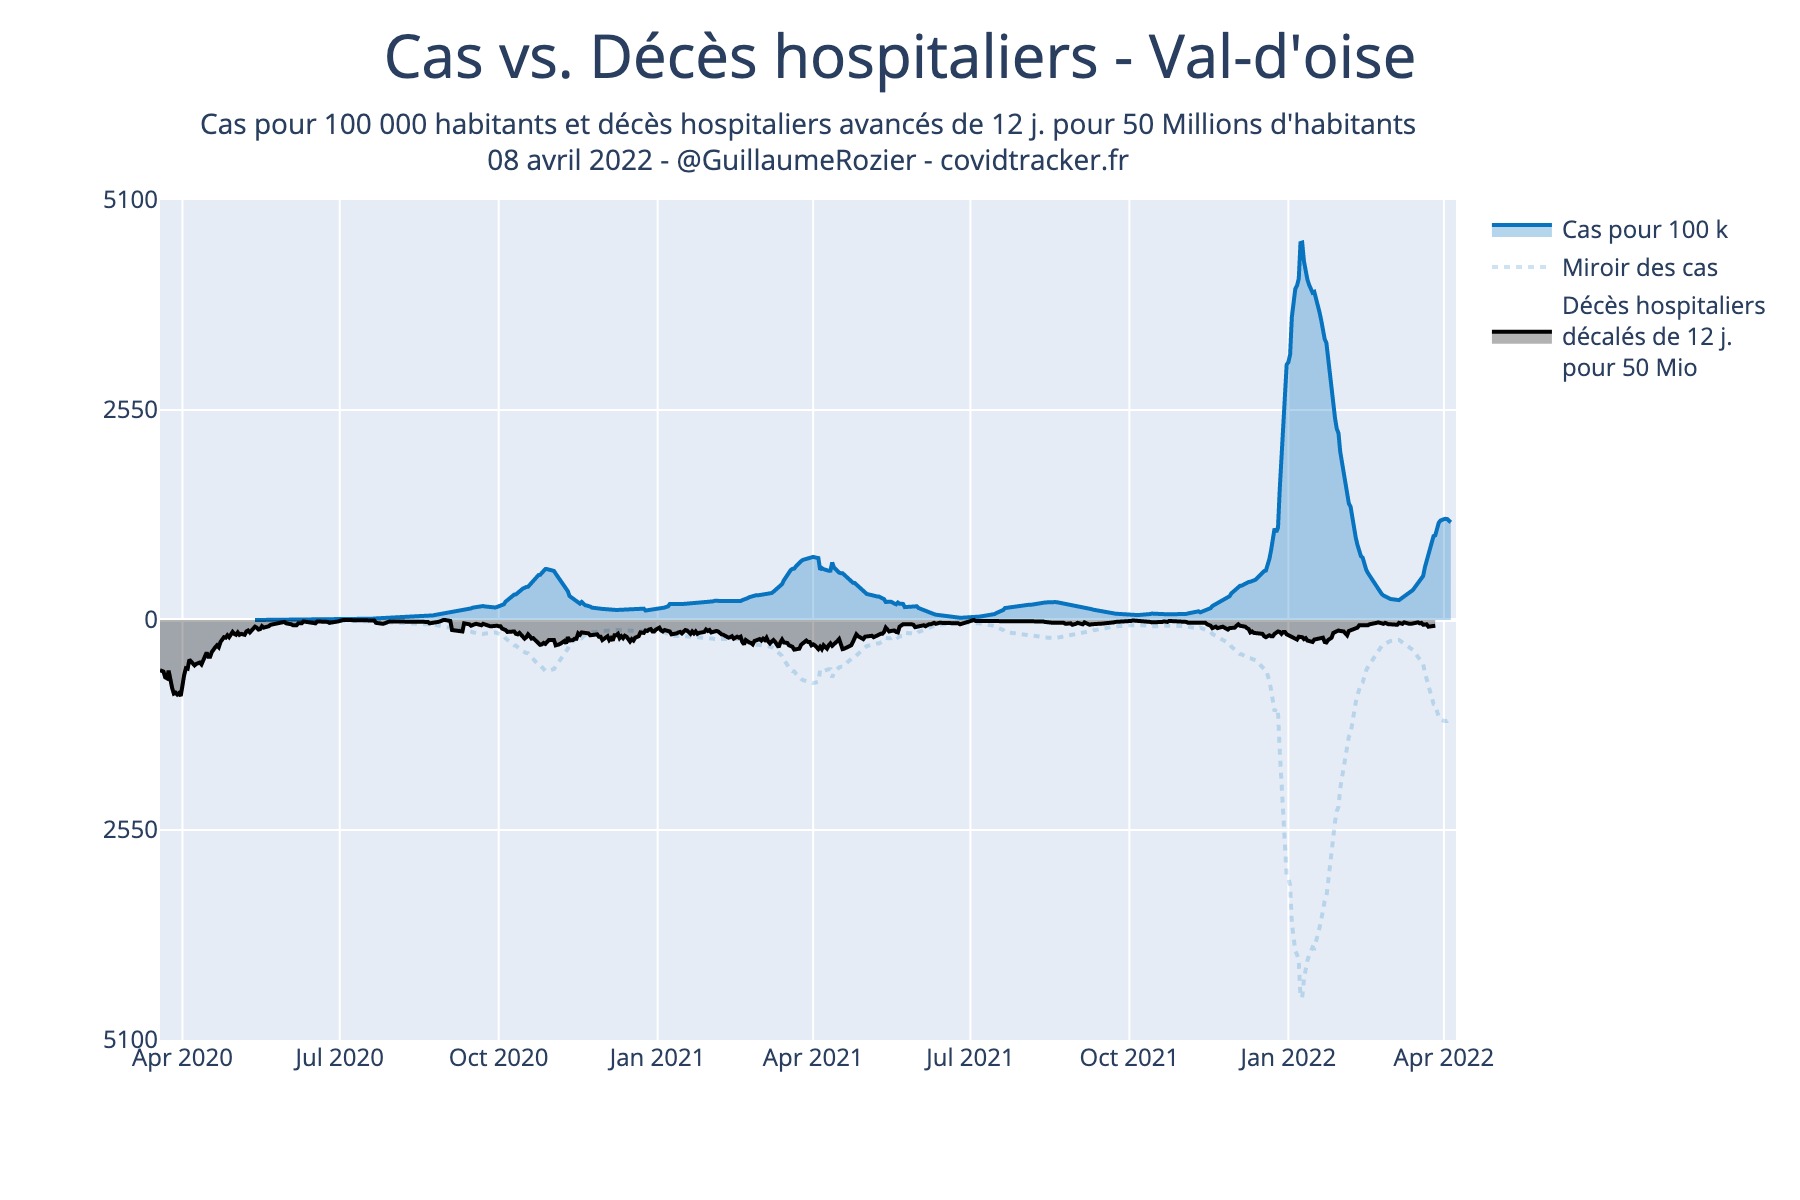 Cas vs. Décès hospitaliers - Val-d'oise
Cas pour 100 000 habitants et décès hospitaliers avancés de 12 j. pour 50 Millions d'habitants
08 avril 2022 - @GuillaumeRozier - covidtracker.fr
5100
2550
0
2550
5100
Apr 2020
Jul 2020
Oct 2020
Jan 2021
Apr 2021
Jul 2021
Oct 2021
Jan 2022
Apr 2022
Cas pour 100 k
Miroir des cas
Décès hospitaliers
décalés de 12 j.
pour 50 Mio